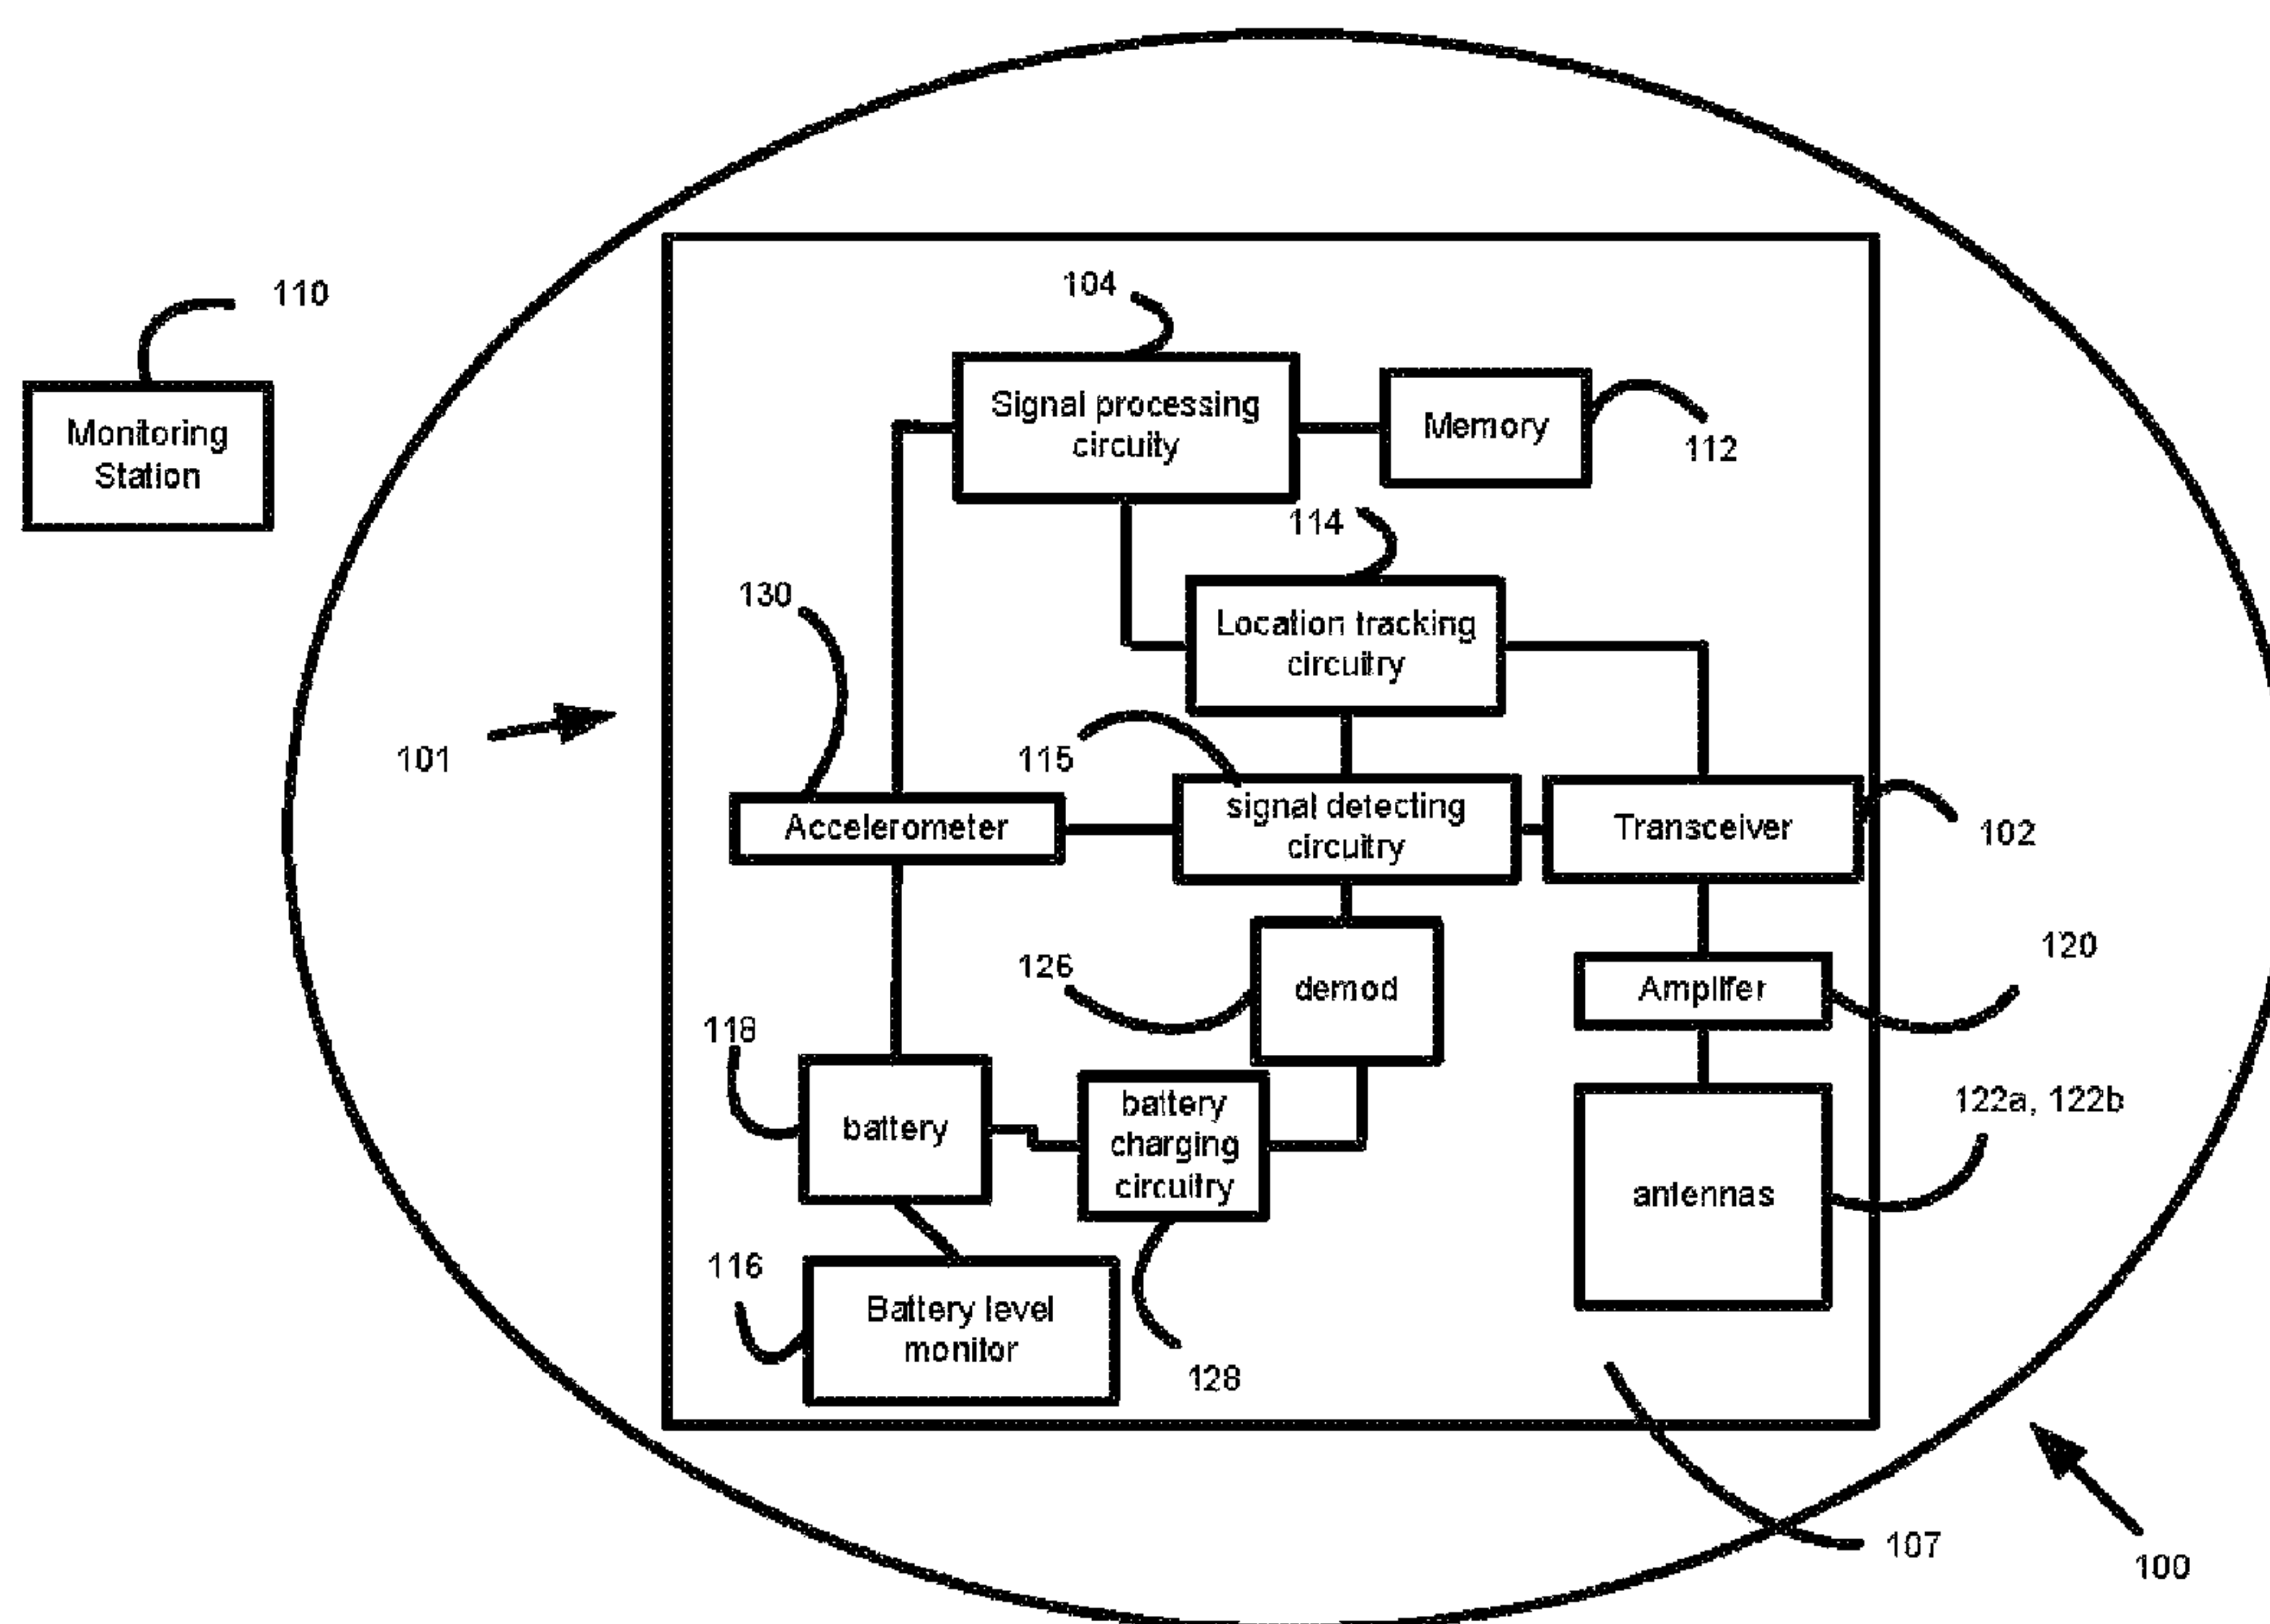 104
110
Signal processing
circuity
Memory
112
Monitoring
Station
114
130
Location tracking
circuitry
101
115
Accelerometer
signal detecting
circuitry
Transceiver
102
120
126
demod
Amplifer
118
battery
battery
charging
circuitry
122a, 122b
antennas
116
Battery level
monitor
128
107
100